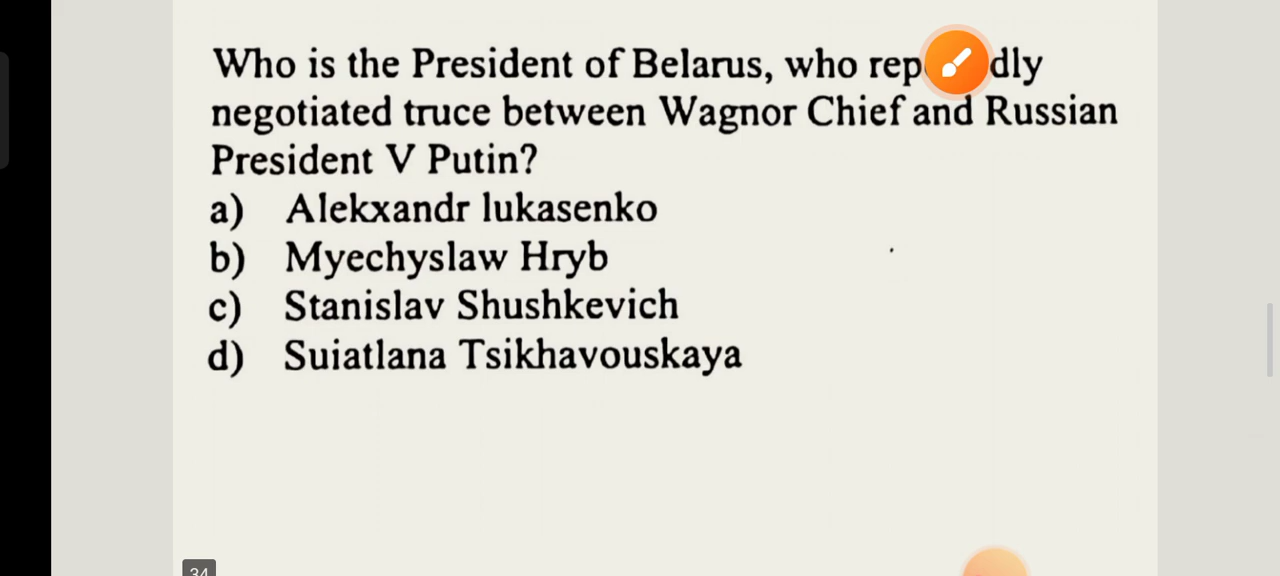 Who is the President of Belarus, who rep dly
negotiated truce between Wagnor Chief and Russian
President V Putin?
a) Alekxandr lukasenko
b) Myechyslaw Hryb
c) Stanislav Shushkevich
d) Suiatlana Tsikhavouskaya
34